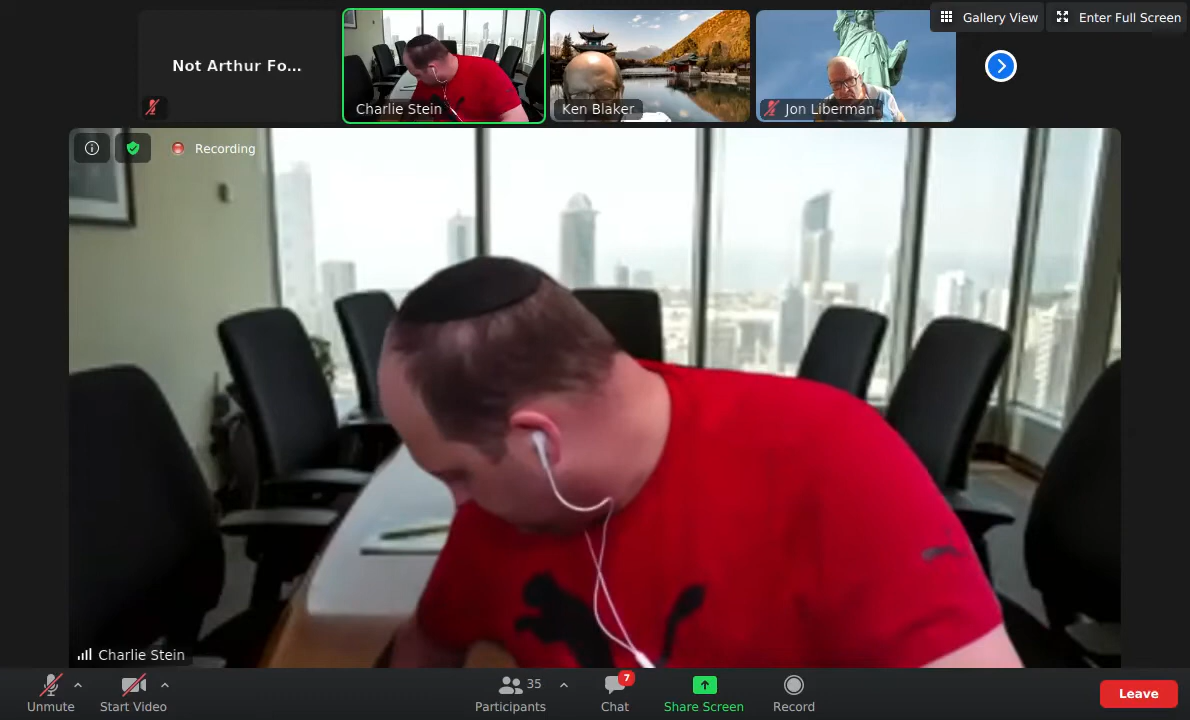 Gallery View
Enter Full Screen
Not Arthur Fo...
Charlie Stein
Ken Blaker
Jon Liberman
Recording
Charlie Stein
Unmute
Start Video
35
Participants
7
Chat
Share Screen
Record
Leave